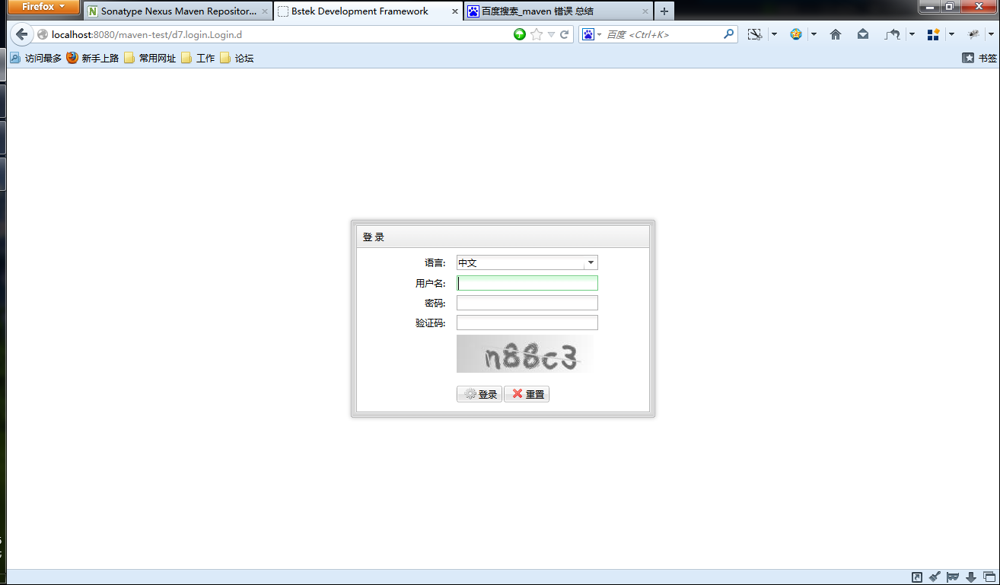 Firefox
Sonatype Nexus Maven Repositor...
Bstek Development Framework
百度搜索_maven 错误 总结
localhost:8080/maven-test/d7.login.Login.d
百度 <Ctrl+K>
访问最多 新手上路 常用网址 工作 论坛
书签
登 录
语言: 中文
用户名:
密码:
验证码:
n88c3
登录 重置